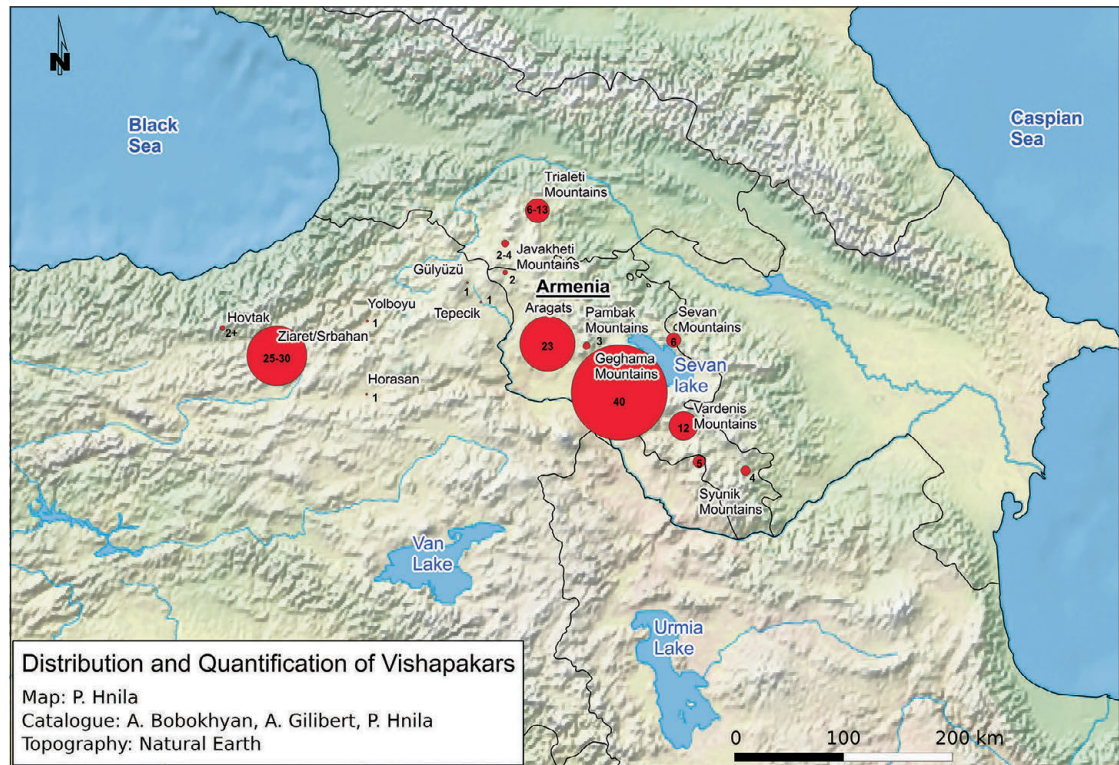 N
Black
Sea
Caspian
Sea
Trialeti
Mountains
6-13
2-4
Javakheti
Mountains
2
Gülyüzü
1
Tepecik
1
Armenia
Yolboyu
1
Hovtak
2+
Ziaret/Srbahan
25-30
Horasan
1
Aragats
23
Pambak
Mountains
3
Sevan
Mountains
6
Geghama
Mountains
40
Sevan
lake
Vardenis
Mountains
12
5
4
Syunik
Mountains
Van
Lake
Urmia
Lake
Distribution and Quantification of Vishapakars
Map: P. Hnila
Catalogue: A. Bobokhyan, A. Gilibert, P. Hnila
Topography: Natural Earth
0 100 200 km